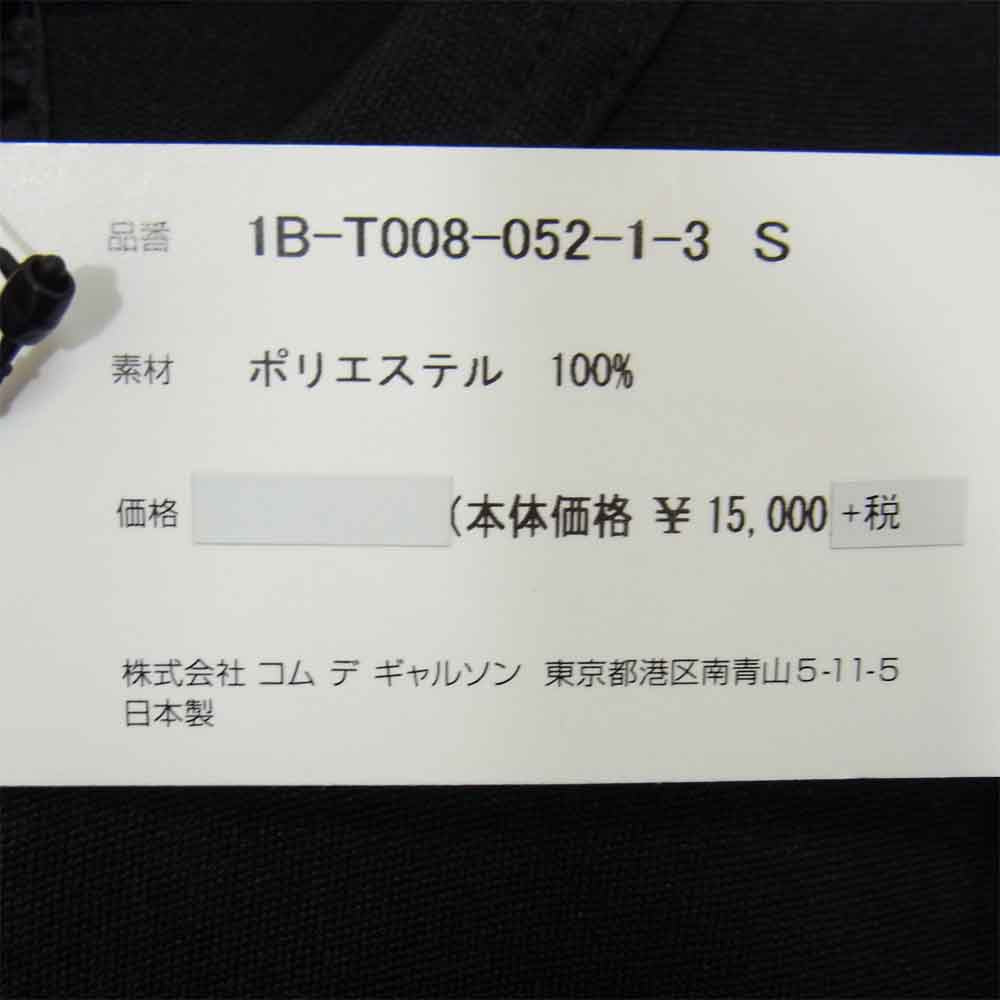 品番 1B-T008-052-1-3 S
素材 ポリエステル 100%
価格 (本体価格 ¥ 15,000 +税
株式会社 コム デ ギャルソン 東京都港区南青山5-11-5
日本製